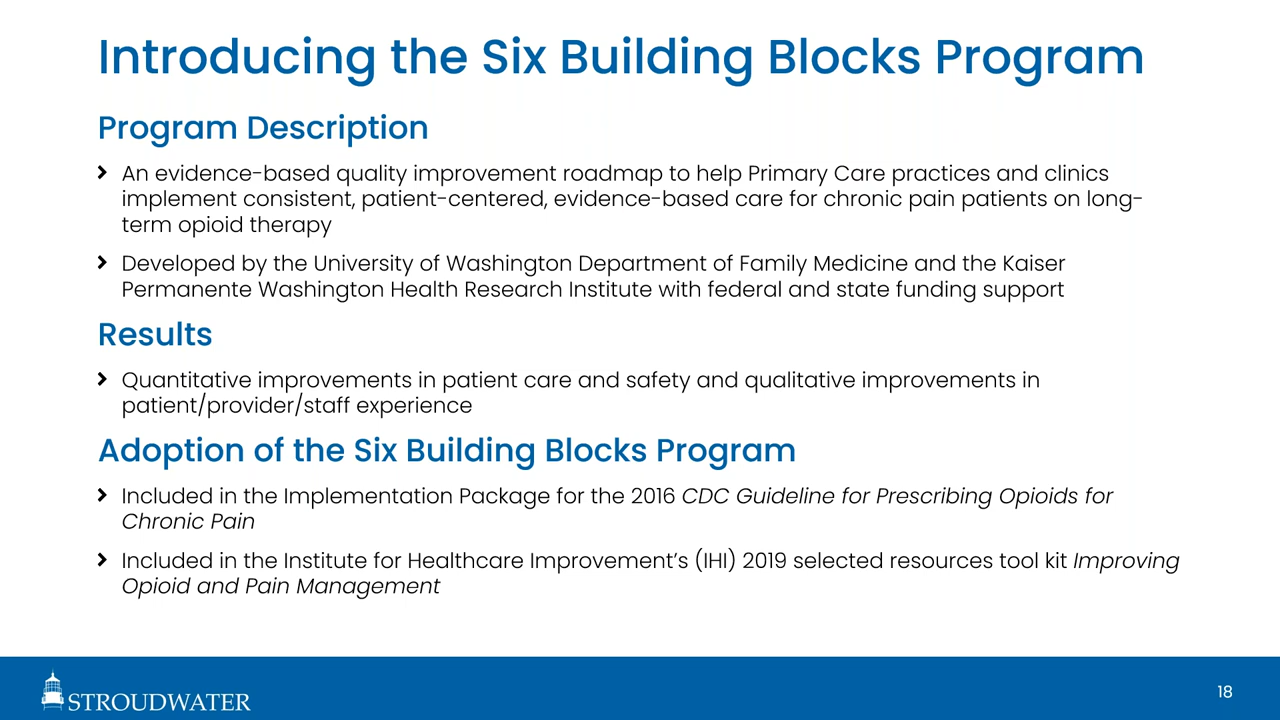 Introducing the Six Building Blocks Program
Program Description
An evidence-based quality improvement roadmap to help Primary Care practices and clinics
implement consistent, patient-centered, evidence-based care for chronic pain patients on long-
term opioid therapy
Developed by the University of Washington Department of Family Medicine and the Kaiser
Permanente Washington Health Research Institute with federal and state funding support
Results
Quantitative improvements in patient care and safety and qualitative improvements in
patient/provider/staff experience
Adoption of the Six Building Blocks Program
Included in the Implementation Package for the 2016 CDC Guideline for Prescribing Opioids for
Chronic Pain
Included in the Institute for Healthcare Improvement’s (IHI) 2019 selected resources tool kit Improving
Opioid and Pain Management
STROUDWATER
18